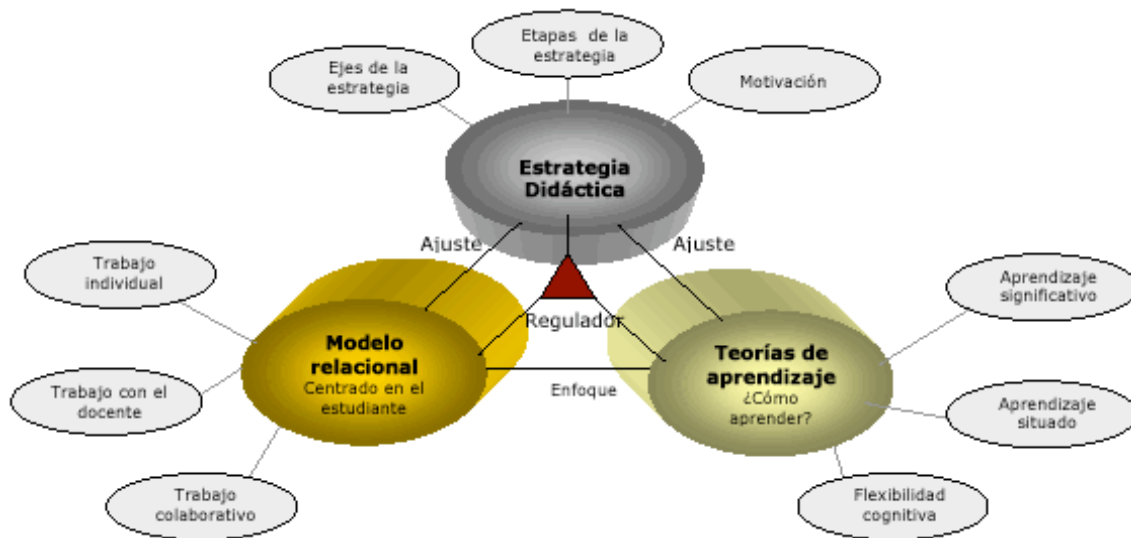 Etapas de la
estrategia
Ejes de la
estrategia
Motivación
Estrategia
Didáctica
Ajuste
Ajuste
Trabajo
individual
Aprendizaje
significativo
Regulador
Modelo
relacional
Centrado en el
estudiante
Teorías de
aprendizaje
¿Cómo
aprender?
Enfoque
Trabajo con el
docente
Aprendizaje
situado
Trabajo
colaborativo
Flexibilidad
cognitiva